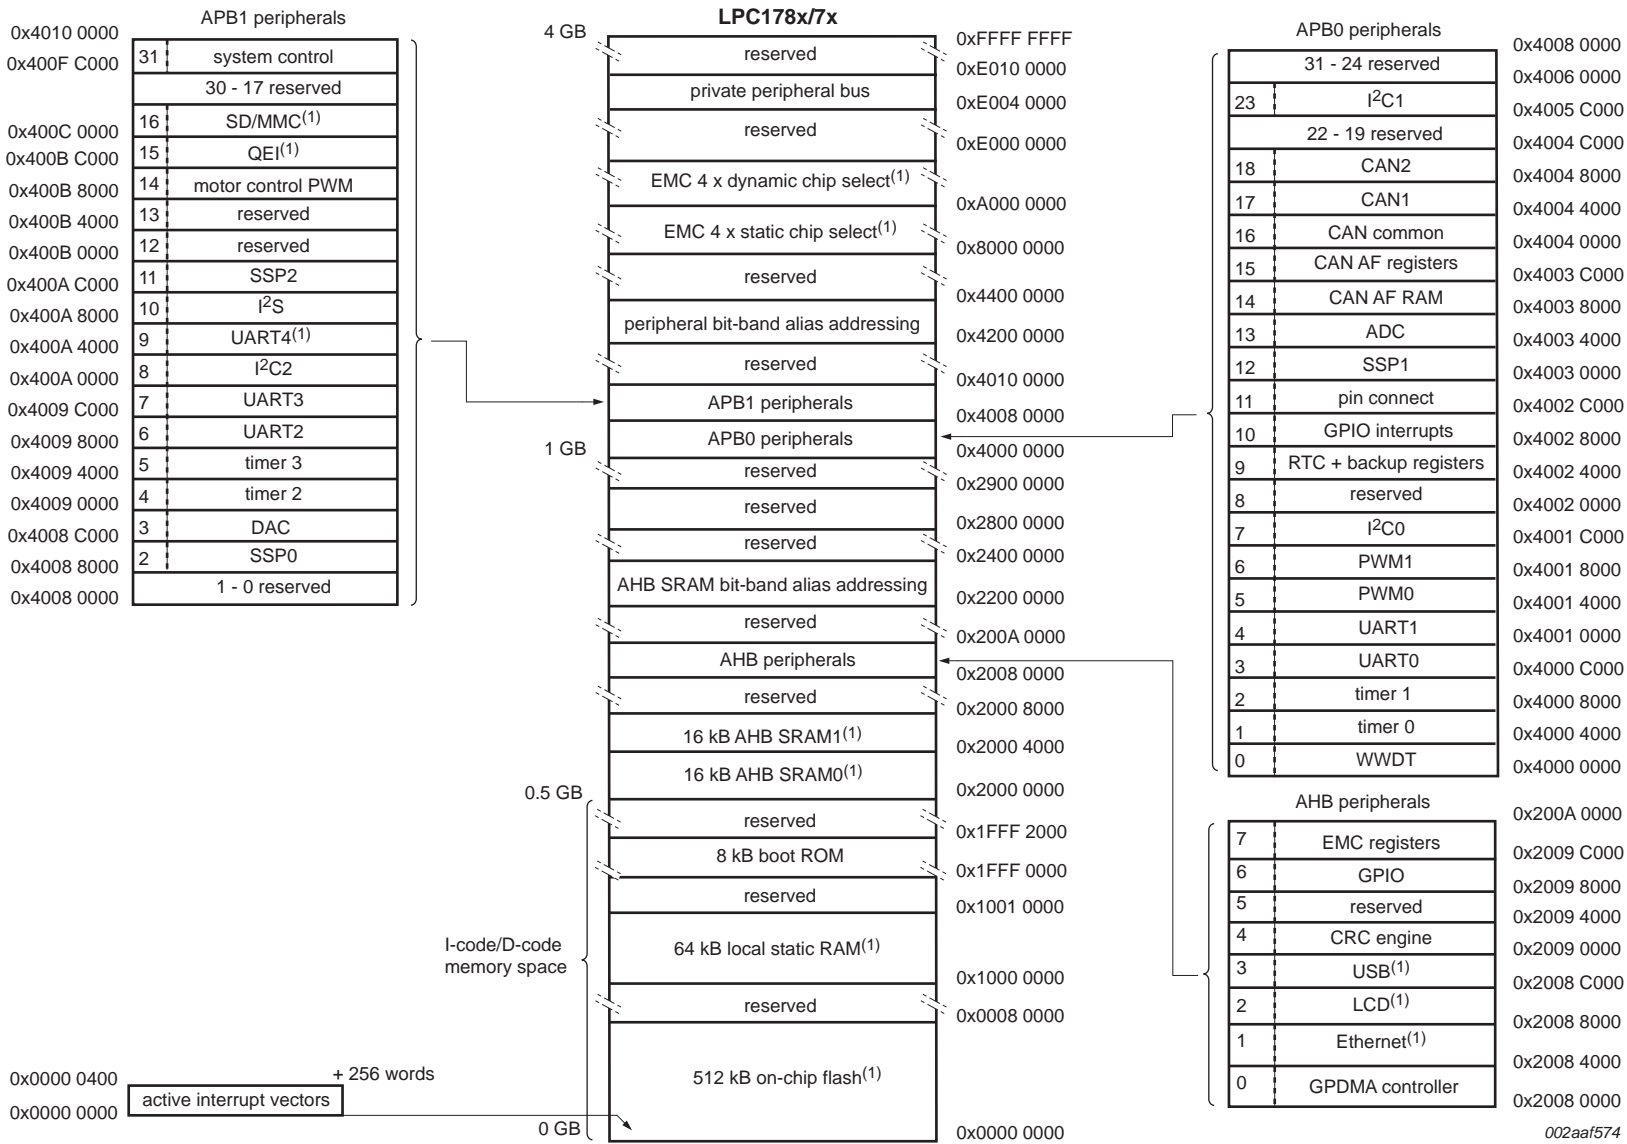 LPC178x/7x
APB1 peripherals
0x4010 0000
31 system control
0x400F C000
30 - 17 reserved
16 SD/MMC(1)
0x400C 0000
15 QEI(1)
0x400B C000
14 motor control PWM
0x400B 8000
13 reserved
0x400B 4000
12 reserved
0x400B 0000
11 SSP2
0x400A C000
10 I2S
0x400A 8000
9 UART4(1)
0x400A 4000
8 I2C2
0x400A 0000
7 UART3
0x4009 C000
6 UART2
0x4009 8000
5 timer 3
0x4009 4000
4 timer 2
0x4009 0000
3 DAC
0x4008 C000
2 SSP0
0x4008 8000
1 - 0 reserved
0x4008 0000
0x0000 0400
+ 256 words
active interrupt vectors
0x0000 0000
4 GB
0xFFFF FFFF
reserved
0xE010 0000
private peripheral bus
0xE004 0000
reserved
0xE000 0000
EMC 4 x dynamic chip select(1)
0xA000 0000
EMC 4 x static chip select(1)
0x8000 0000
reserved
0x4400 0000
peripheral bit-band alias addressing
0x4200 0000
reserved
0x4010 0000
APB1 peripherals
0x4008 0000
APB0 peripherals
1 GB
0x4000 0000
reserved
0x2900 0000
reserved
0x2800 0000
reserved
0x2400 0000
AHB SRAM bit-band alias addressing
0x2200 0000
reserved
0x200A 0000
AHB peripherals
0x2008 0000
reserved
0x2000 8000
16 kB AHB SRAM1(1)
0x2000 4000
16 kB AHB SRAM0(1)
0.5 GB
0x2000 0000
reserved
0x1FFF 2000
8 kB boot ROM
0x1FFF 0000
reserved
0x1001 0000
I-code/D-code
memory space
64 kB local static RAM(1)
0x1000 0000
reserved
0x0008 0000
512 kB on-chip flash(1)
0 GB
0x0000 0000
APB0 peripherals
0x4008 0000
31 - 24 reserved
0x4006 0000
23 I2C1
0x4005 C000
22 - 19 reserved
0x4004 C000
18 CAN2
0x4004 8000
17 CAN1
0x4004 4000
16 CAN common
0x4004 0000
15 CAN AF registers
0x4003 C000
14 CAN AF RAM
0x4003 8000
13 ADC
0x4003 4000
12 SSP1
0x4003 0000
11 pin connect
0x4002 C000
10 GPIO interrupts
0x4002 8000
9 RTC + backup registers
0x4002 4000
8 reserved
0x4002 0000
7 I2C0
0x4001 C000
6 PWM1
0x4001 8000
5 PWM0
0x4001 4000
4 UART1
0x4001 0000
3 UART0
0x4000 C000
2 timer 1
0x4000 8000
1 timer 0
0x4000 4000
0 WWDT
0x4000 0000
AHB peripherals
0x200A 0000
7 EMC registers
0x2009 C000
6 GPIO
0x2009 8000
5 reserved
0x2009 4000
4 CRC engine
0x2009 0000
3 USB(1)
0x2008 C000
2 LCD(1)
0x2008 8000
1 Ethernet(1)
0x2008 4000
0 GPDMA controller
0x2008 0000
002aaf574